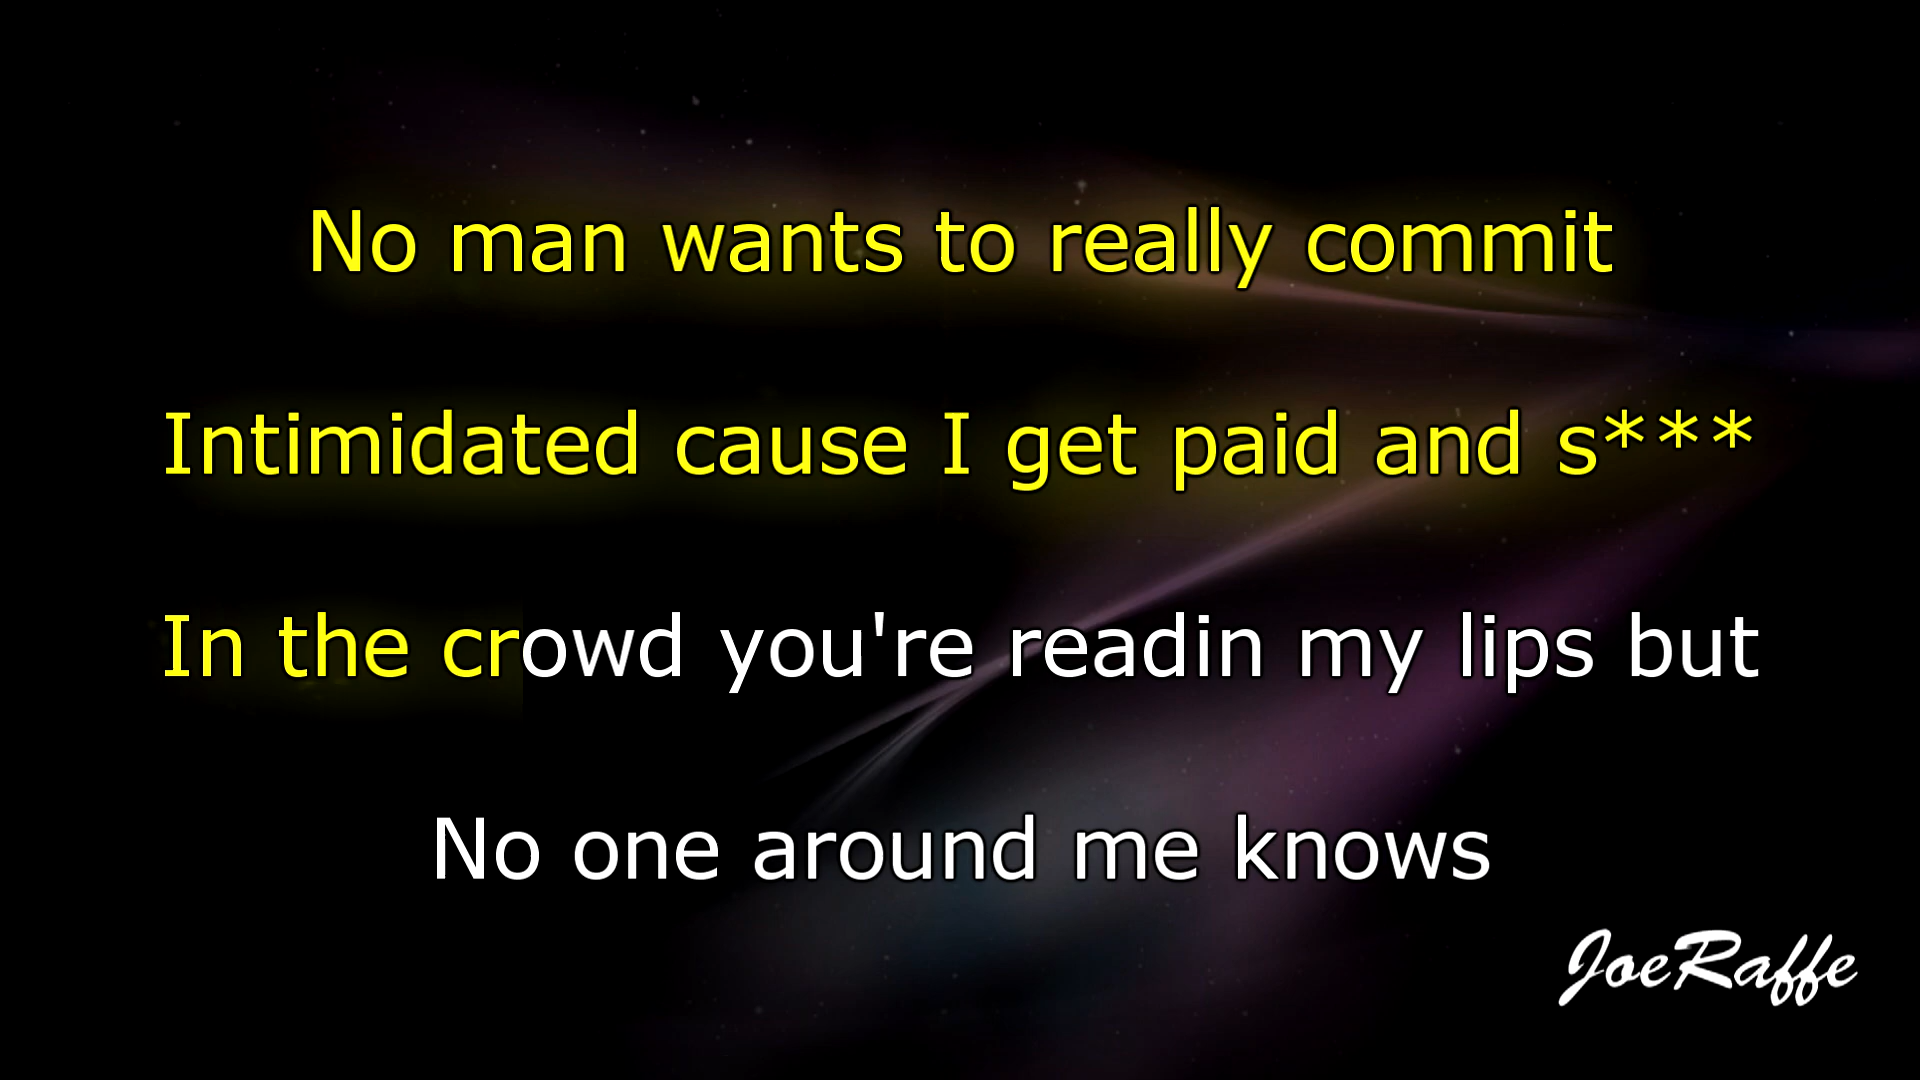 No man wants to really commit
Intimidated cause I get paid and s***
In the crowd you're readin my lips but
No one around me knows
JoeRaffe